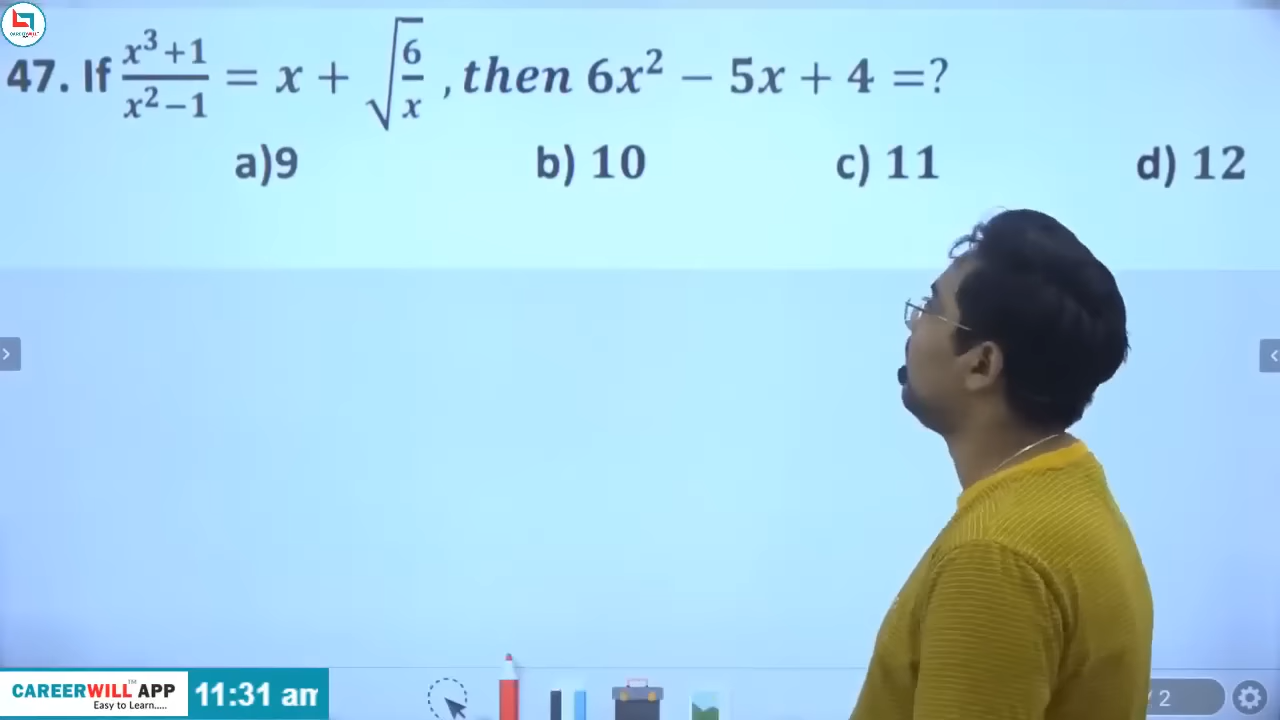 CAREERWILL
47. If (x³+1)/(x²−1) = x + √(6/x) , then 6x² − 5x + 4 =?
a)9 b) 10 c) 11 d) 12
CAREERWILL™ APP 11:31 am
Easy to Learn.....
/ 2